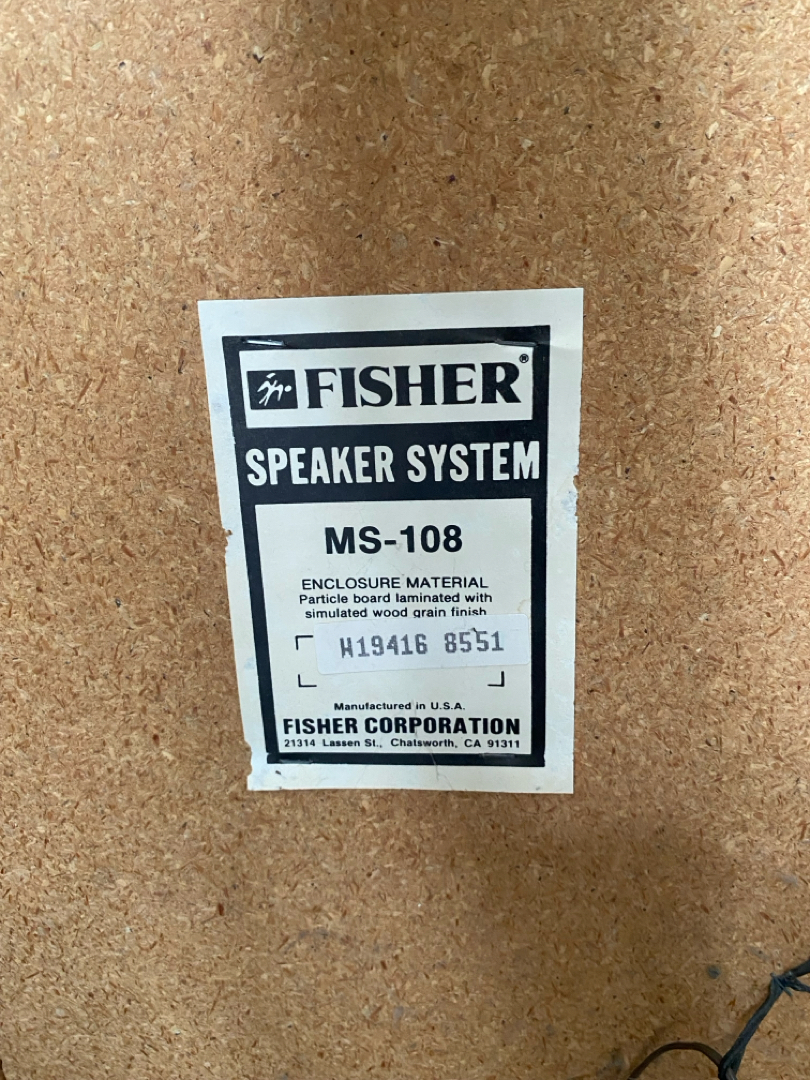 FISHER®
SPEAKER SYSTEM
MS-108
ENCLOSURE MATERIAL
Particle board laminated with
simulated wood grain finish
H19416 8551
Manufactured in U.S.A.
FISHER CORPORATION
21314 Lassen St., Chatsworth, CA 91311